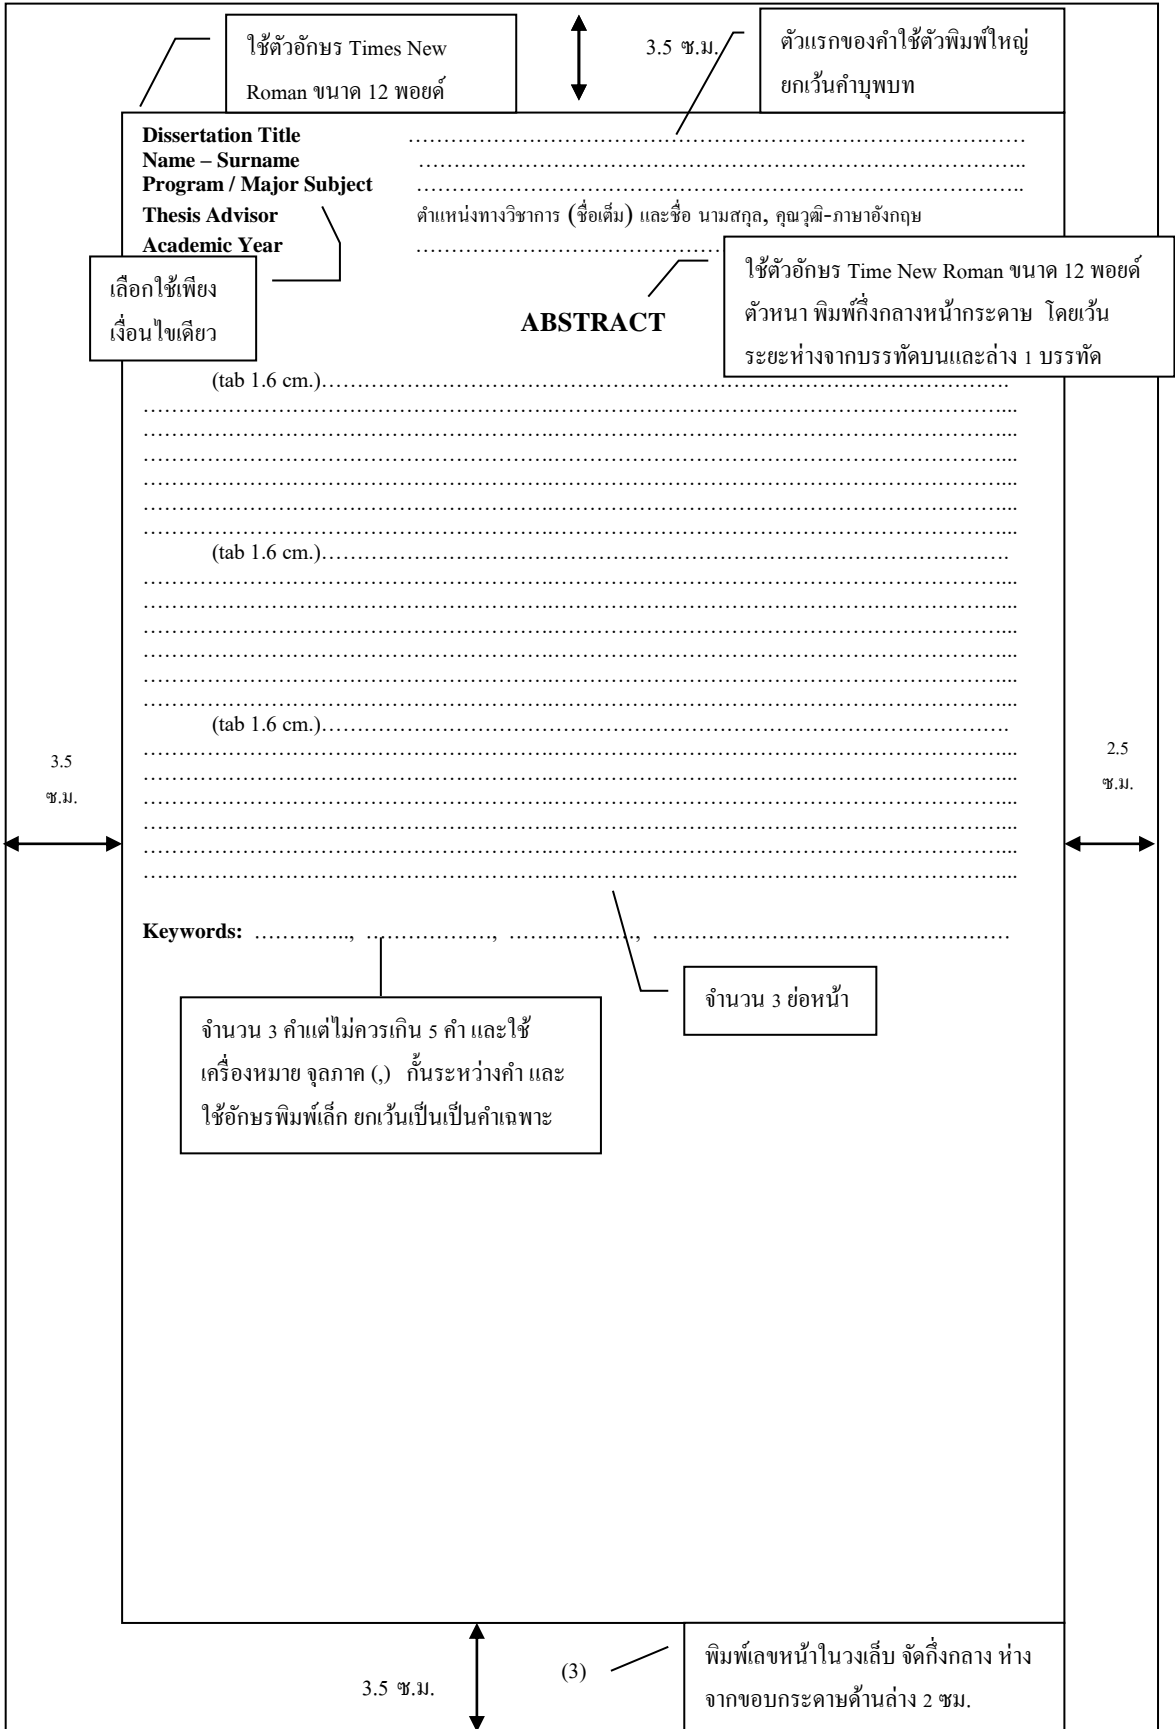 ใช้ตัวอักษร Times New
Roman ขนาด 12 พอยต์
3.5 ซ.ม.
ตัวแรกของคำใช้ตัวพิมพ์ใหญ่
ยกเว้นคำบุพบท
Dissertation Title ……………………………………………………………………………
Name – Surname …………………………………………………………………………..
Program / Major Subject …………………………………………………………………………..
Thesis Advisor ตำแหน่งทางวิชาการ (ชื่อเต็ม) และชื่อ นามสกุล, คุณวุฒิ-ภาษาอังกฤษ
Academic Year ……………………………………
เลือกใช้เพียง
เงื่อนไขเดียว
ใช้ตัวอักษร Time New Roman ขนาด 12 พอยต์
ตัวหนา พิมพ์กึ่งกลางหน้ากระดาษ โดยเว้น
ระยะห่างจากบรรทัดบนและล่าง 1 บรรทัด
ABSTRACT
(tab 1.6 cm.)…………………………………………………………………………………….
…………………………………………………..………………………………………………………...
…………………………………………………..………………………………………………………...
…………………………………………………..………………………………………………………...
…………………………………………………..………………………………………………………...
…………………………………………………..………………………………………………………...
…………………………………………………..………………………………………………………...
(tab 1.6 cm.)…………………………………………………………………………………….
…………………………………………………..………………………………………………………...
…………………………………………………..………………………………………………………...
…………………………………………………..………………………………………………………...
…………………………………………………..………………………………………………………...
…………………………………………………..………………………………………………………...
…………………………………………………..………………………………………………………...
(tab 1.6 cm.)…………………………………………………………………………………….
…………………………………………………..………………………………………………………...
…………………………………………………..………………………………………………………...
…………………………………………………..………………………………………………………...
…………………………………………………..………………………………………………………...
…………………………………………………..………………………………………………………...
…………………………………………………..………………………………………………………...
3.5
ซ.ม.
2.5
ซ.ม.
Keywords: ………….., ………………, ………………, ……………………………………………
จำนวน 3 ย่อหน้า
จำนวน 3 คำแต่ไม่ควรเกิน 5 คำ และใช้
เครื่องหมาย จุลภาค (,) กั้นระหว่างคำ และ
ใช้อักษรพิมพ์เล็ก ยกเว้นเป็นเป็นคำเฉพาะ
3.5 ซ.ม.
(3)
พิมพ์เลขหน้าในวงเล็บ จัดกึ่งกลาง ห่าง
จากขอบกระดาษด้านล่าง 2 ซม.